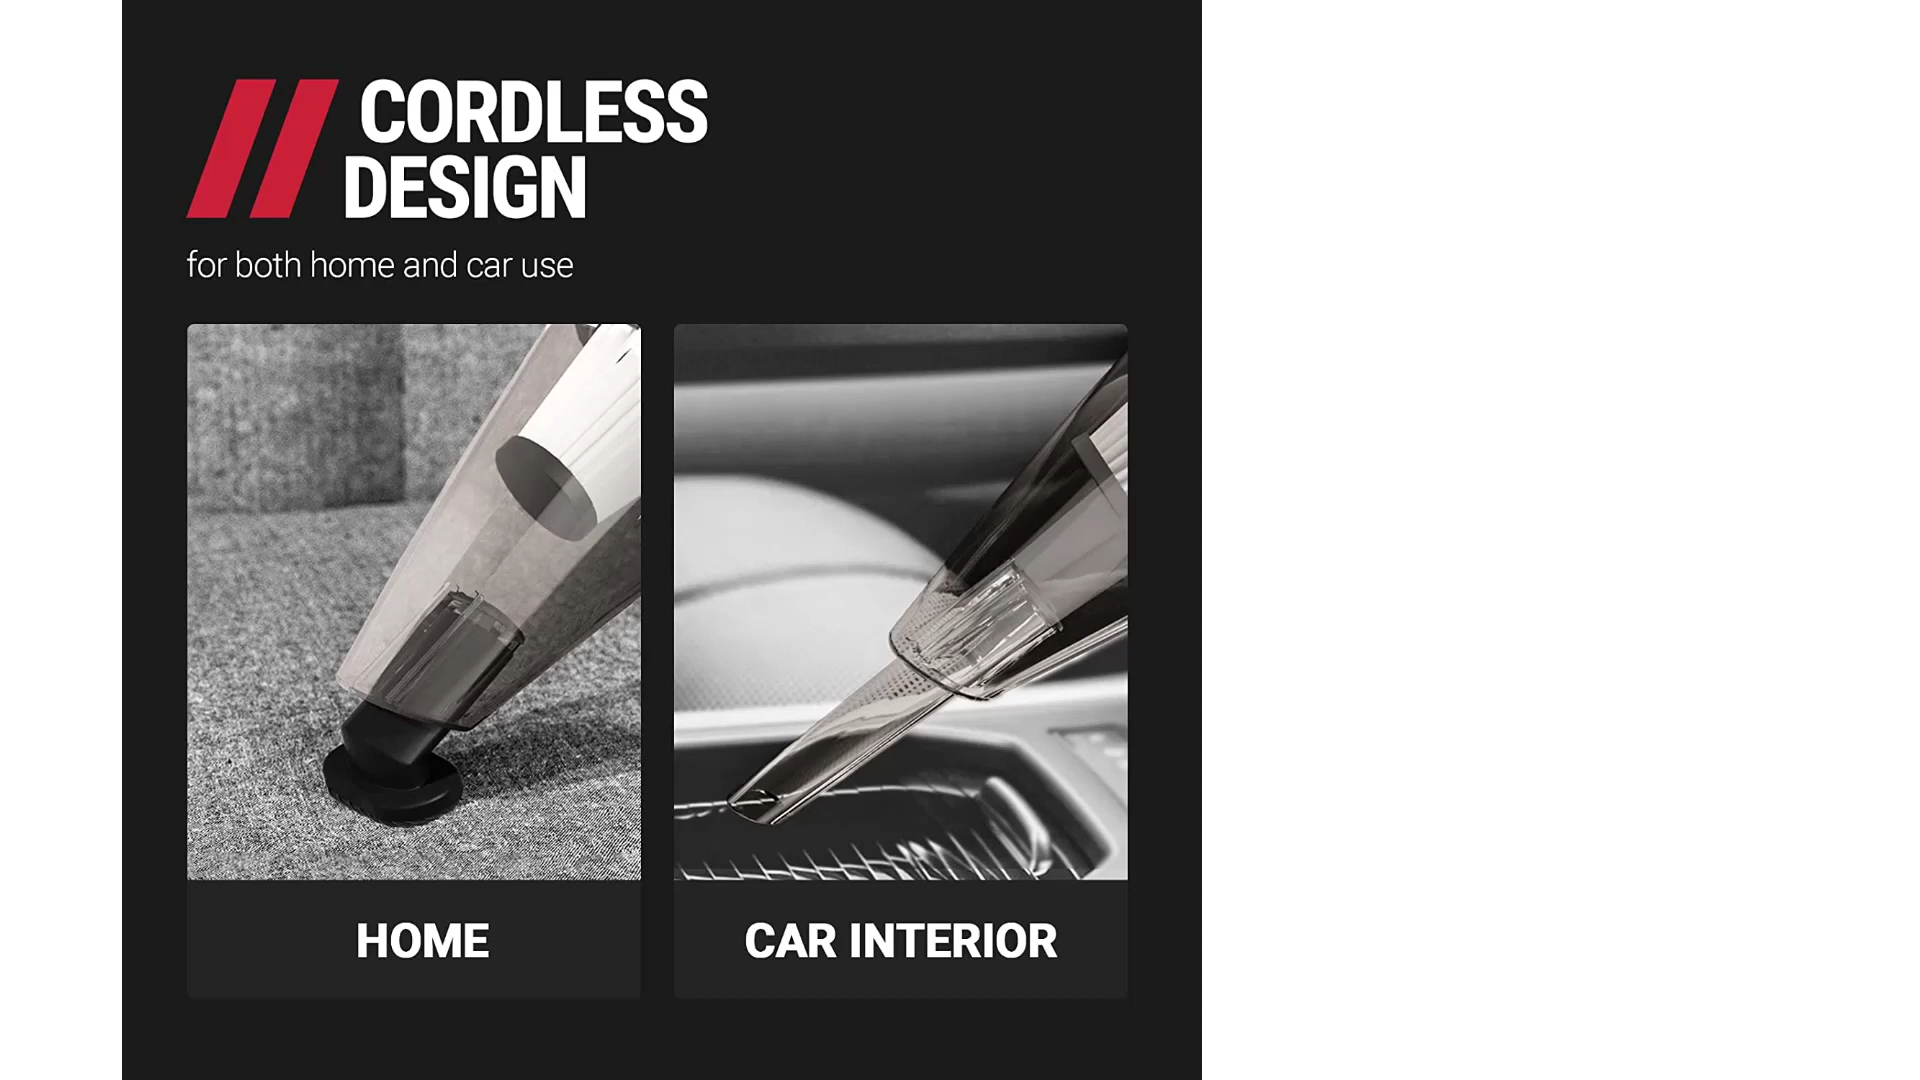 CORDLESS
DESIGN
for both home and car use
HOME
CAR INTERIOR